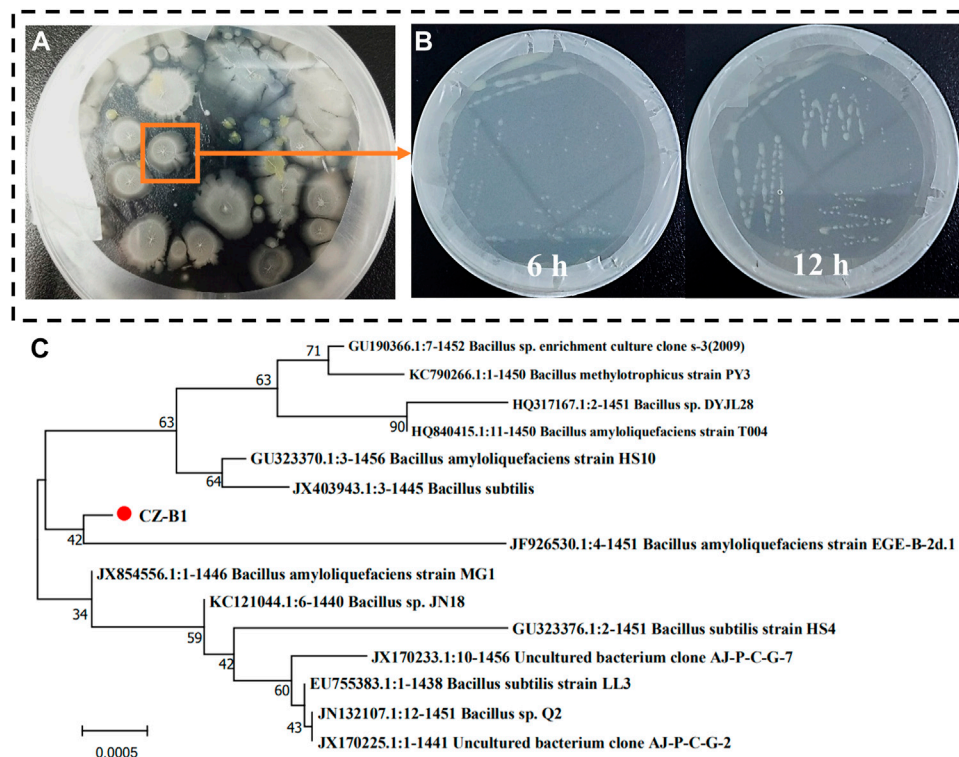 A
B
6 h
12 h
C
71
GU190366.1:7-1452 Bacillus sp. enrichment culture clone s-3(2009)
63
KC790266.1:1-1450 Bacillus methylotrophicus strain PY3
HQ317167.1:2-1451 Bacillus sp. DYJL28
63
90
HQ840415.1:11-1450 Bacillus amyloliquefaciens strain T004
GU323370.1:3-1456 Bacillus amyloliquefaciens strain HS10
64
JX403943.1:3-1445 Bacillus subtilis
CZ-B1
42
JF926530.1:4-1451 Bacillus amyloliquefaciens strain EGE-B-2d.1
JX854556.1:1-1446 Bacillus amyloliquefaciens strain MG1
34
KC121044.1:6-1440 Bacillus sp. JN18
59
GU323376.1:2-1451 Bacillus subtilis strain HS4
42
JX170233.1:10-1456 Uncultured bacterium clone AJ-P-C-G-7
60
EU755383.1:1-1438 Bacillus subtilis strain LL3
JN132107.1:12-1451 Bacillus sp. Q2
43
JX170225.1:1-1441 Uncultured bacterium clone AJ-P-C-G-2
0.0005